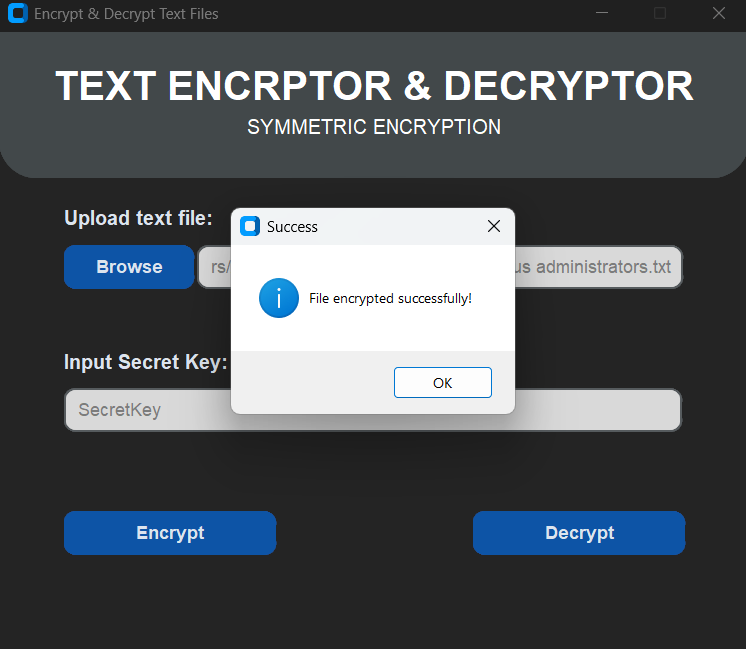 Encrypt & Decrypt Text Files
TEXT ENCRPTOR & DECRYPTOR
SYMMETRIC ENCRYPTION
Upload text file:
Success
Browse
rs/
us administrators.txt
File encrypted successfully!
Input Secret Key:
OK
SecretKey
Encrypt
Decrypt